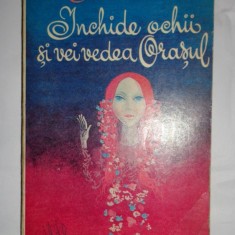 Închide ochii
și vei vedea Orașul